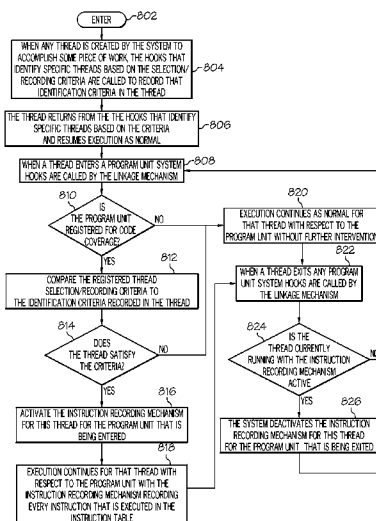 ENTER
802
WHEN ANY THREAD IS CREATED BY THE SYSTEM TO
ACCOMPLISH SOME PIECE OF WORK, THE HOOKS THAT
IDENTIFY SPECIFIC THREADS BASED ON THE SELECTION/
RECORDING CRITERIA ARE CALLED TO RECORD THAT
IDENTIFICATION CRITERIA IN THE THREAD
804
THE THREAD RETURNS FROM THE THE HOOKS THAT IDENTIFY
SPECIFIC THREADS BASED ON THE CRITERIA
AND RESUMES EXECUTION AS NORMAL
806
WHEN A THREAD ENTERS A PROGRAM UNIT SYSTEM
HOOKS ARE CALLED BY THE LINKAGE MECHANISM
808
810
IS
THE PROGRAM UNIT
REGISTERED FOR CODE
COVERAGE?
NO
YES
812
COMPARE THE REGISTERED THREAD
SELECTION/RECORDING CRITERIA TO
THE IDENTIFICATION CRITERIA RECORDED IN THE THREAD
814
DOES
THE THREAD SATISFY
THE CRITERIA?
NO
YES
816
ACTIVATE THE INSTRUCTION RECORDING MECHANISM
FOR THIS THREAD FOR THE PROGRAM UNIT THAT IS
BEING ENTERED
818
EXECUTION CONTINUES FOR THAT THREAD WITH
RESPECT TO THE PROGRAM UNIT WITH THE
INSTRUCTION RECORDING MECHANISM RECORDING
EVERY INSTRUCTION THAT IS EXECUTED IN THE
INSTRUCTION TABLE
820
EXECUTION CONTINUES AS NORMAL FOR
THAT THREAD WITH RESPECT TO THE
PROGRAM UNIT WITHOUT FURTHER INTERVENTION
822
WHEN A THREAD EXITS ANY PROGRAM
UNIT SYSTEM HOOKS ARE CALLED BY
THE LINKAGE MECHANISM
824
IS THE
THREAD CURRENTLY
RUNNING WITH THE INSTRUCTION
RECORDING MECHANISM
ACTIVE
NO
YES
826
THE SYSTEM DEACTIVATES THE INSTRUCTION
RECORDING MECHANISM FOR THIS THREAD
FOR THE PROGRAM UNIT THAT IS BEING EXITED